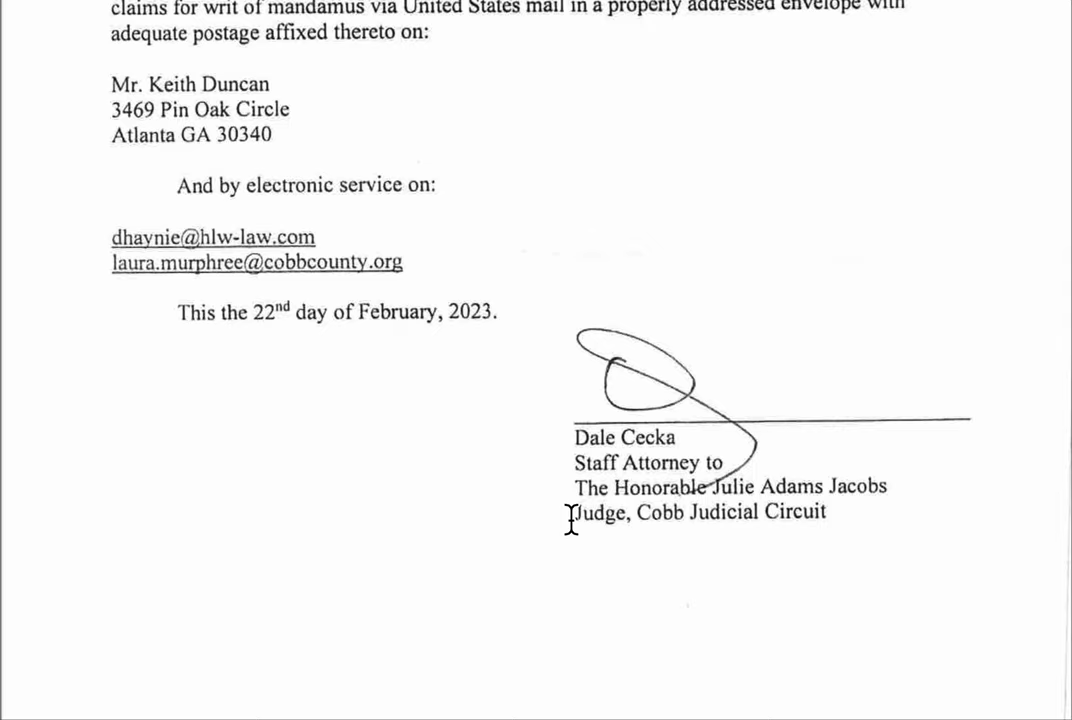 claims for writ of mandamus via United States mail in a properly addressed envelope with
adequate postage affixed thereto on:
Mr. Keith Duncan
3469 Pin Oak Circle
Atlanta GA 30340
And by electronic service on:
dhaynie@hlw-law.com
laura.murphree@cobbcounty.org
This the 22nd day of February, 2023.
Dale Cecka
Staff Attorney to
The Honorable Julie Adams Jacobs
Judge, Cobb Judicial Circuit